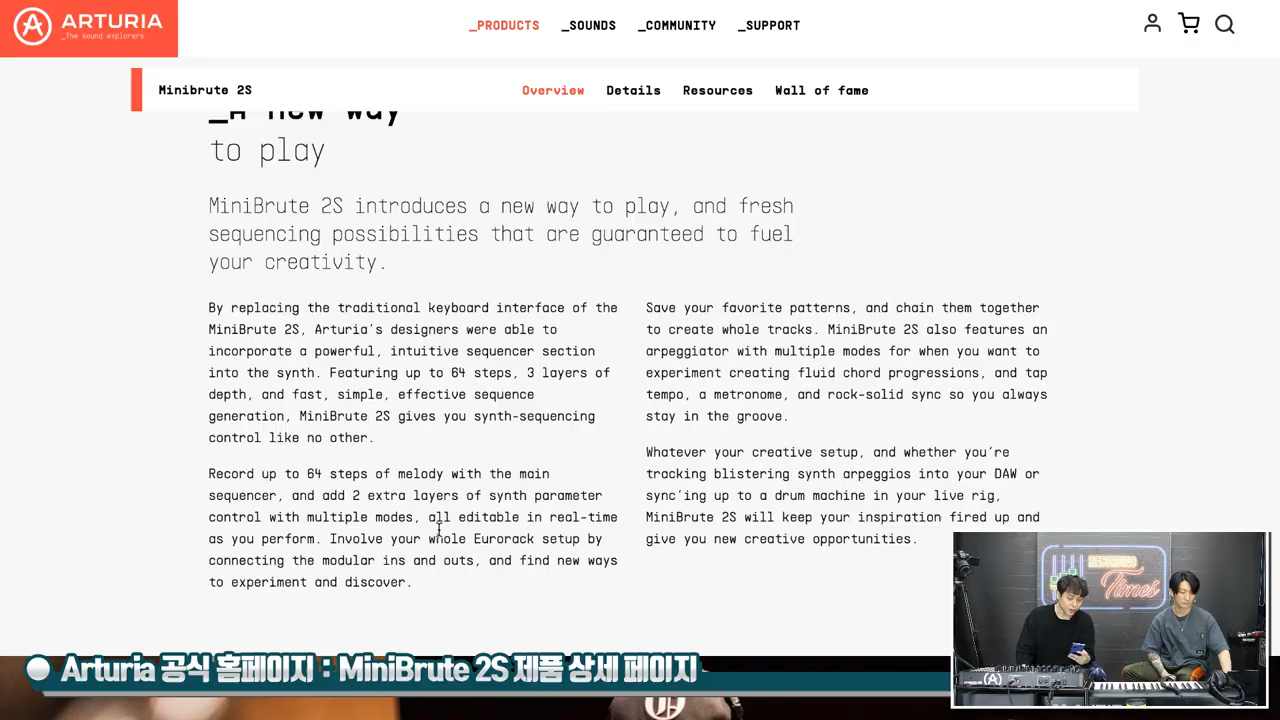 ARTURIA
_The sound explorers
_PRODUCTS
_SOUNDS
_COMMUNITY
_SUPPORT
Minibrute 2S
Overview
Details
Resources
Wall of fame
_A new way
to play
MiniBrute 2S introduces a new way to play, and fresh
sequencing possibilities that are guaranteed to fuel
your creativity.
By replacing the traditional keyboard interface of the
MiniBrute 2S, Arturia's designers were able to
incorporate a powerful, intuitive sequencer section
into the synth. Featuring up to 64 steps, 3 layers of
depth, and fast, simple, effective sequence
generation, MiniBrute 2S gives you synth-sequencing
control like no other.
Record up to 64 steps of melody with the main
sequencer, and add 2 extra layers of synth parameter
control with multiple modes, all editable in real-time
as you perform. Involve your whole Eurorack setup by
connecting the modular ins and outs, and find new ways
to experiment and discover.
Save your favorite patterns, and chain them together
to create whole tracks. MiniBrute 2S also features an
arpeggiator with multiple modes for when you want to
experiment creating fluid chord progressions, and tap
tempo, a metronome, and rock-solid sync so you always
stay in the groove.
Whatever your creative setup, and whether you're
tracking blistering synth arpeggios into your DAW or
sync'ing up to a drum machine in your live rig,
MiniBrute 2S will keep your inspiration fired up and
give you new creative opportunities.
Times
Arturia 공식 홈페이지 : MiniBrute 2S 제품 상세 페이지